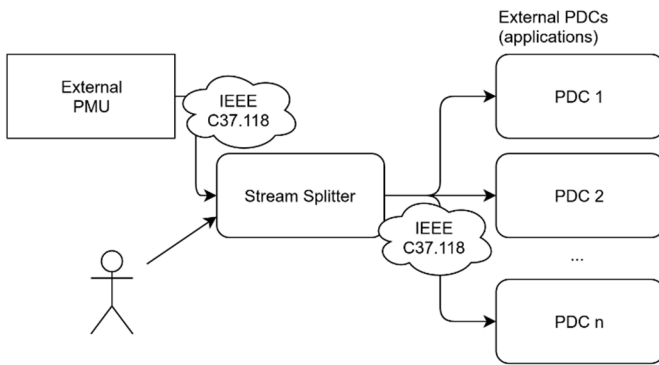 External PDCs
(applications)
External
PMU
IEEE
C37.118
PDC 1
Stream Splitter
PDC 2
IEEE
C37.118
...
PDC n